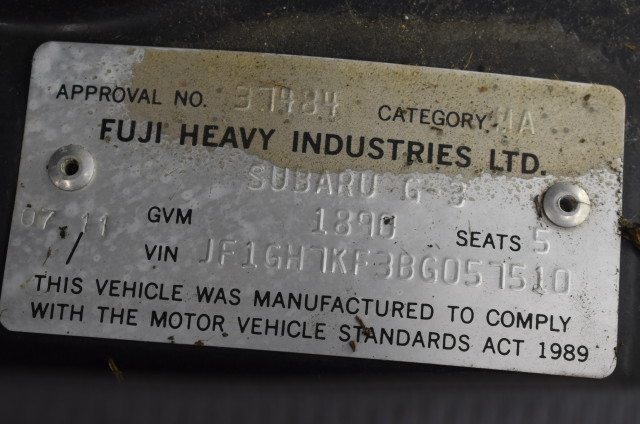 APPROVAL NO. 37484 CATEGORY MA
FUJI HEAVY INDUSTRIES LTD.
SUBARU G-3
07/11 GVM 1890 SEATS 5
VIN JF1GH7KF3BG057510
THIS VEHICLE WAS MANUFACTURED TO COMPLY
WITH THE MOTOR VEHICLE STANDARDS ACT 1989